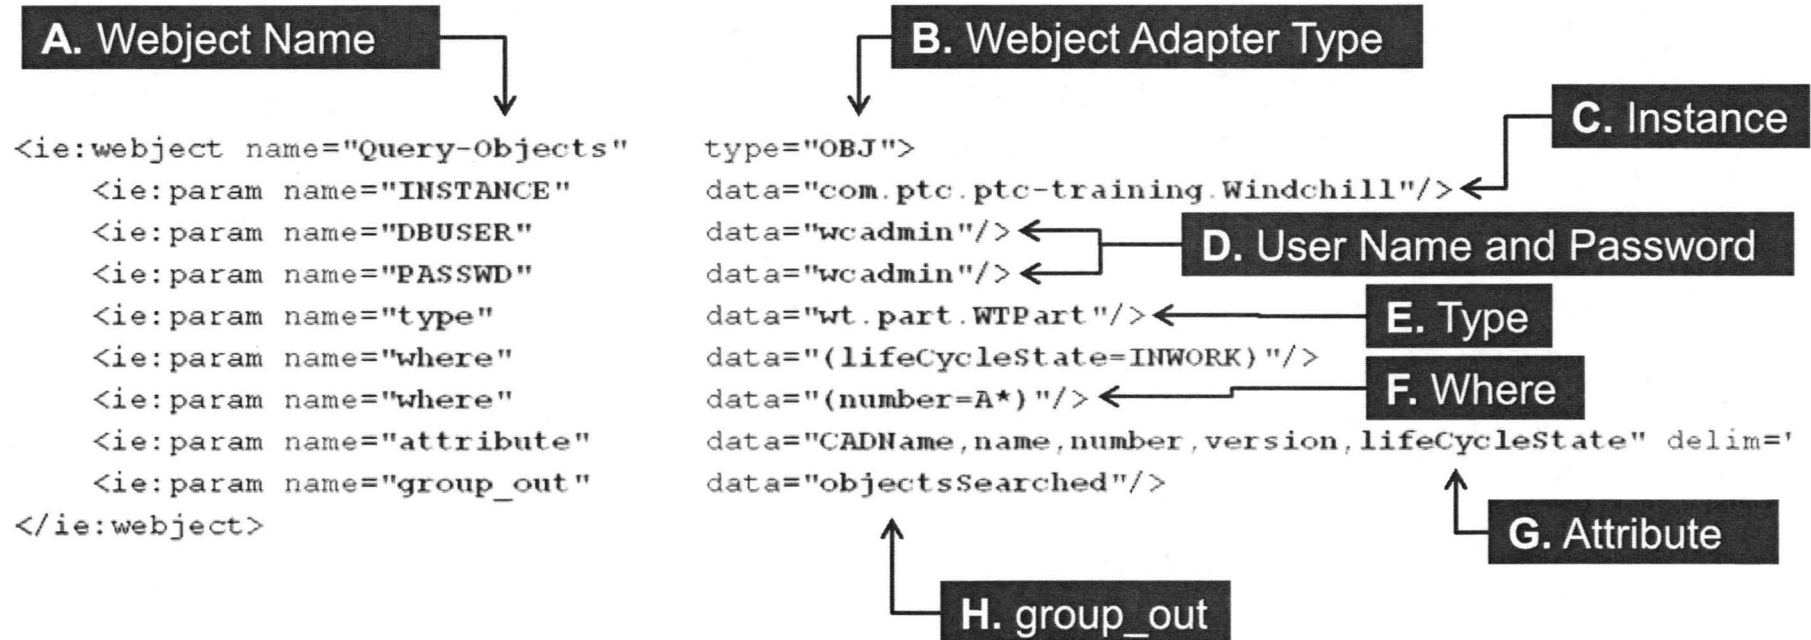 A. Webject Name
B. Webject Adapter Type
C. Instance
<ie:webject name="Query-Objects" type="OBJ">
<ie:param name="INSTANCE" data="com.ptc.ptc-training.Windchill"/>
<ie:param name="DBUSER" data="wcadmin"/>
D. User Name and Password
<ie:param name="PASSWD" data="wcadmin"/>
<ie:param name="type" data="wt.part.WTPart"/>
E. Type
<ie:param name="where" data="(lifeCycleState=INWORK)"/>
<ie:param name="where" data="(number=A*)"/>
F. Where
<ie:param name="attribute" data="CADName,name,number,version,lifeCycleState" delim='
<ie:param name="group_out" data="objectsSearched"/>
</ie:webject>
G. Attribute
H. group_out